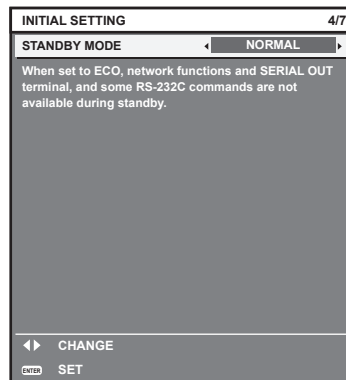 INITIAL SETTING 4/7
STANDBY MODE NORMAL
When set to ECO, network functions and SERIAL OUT
terminal, and some RS-232C commands are not
available during standby.
CHANGE
ENTER SET